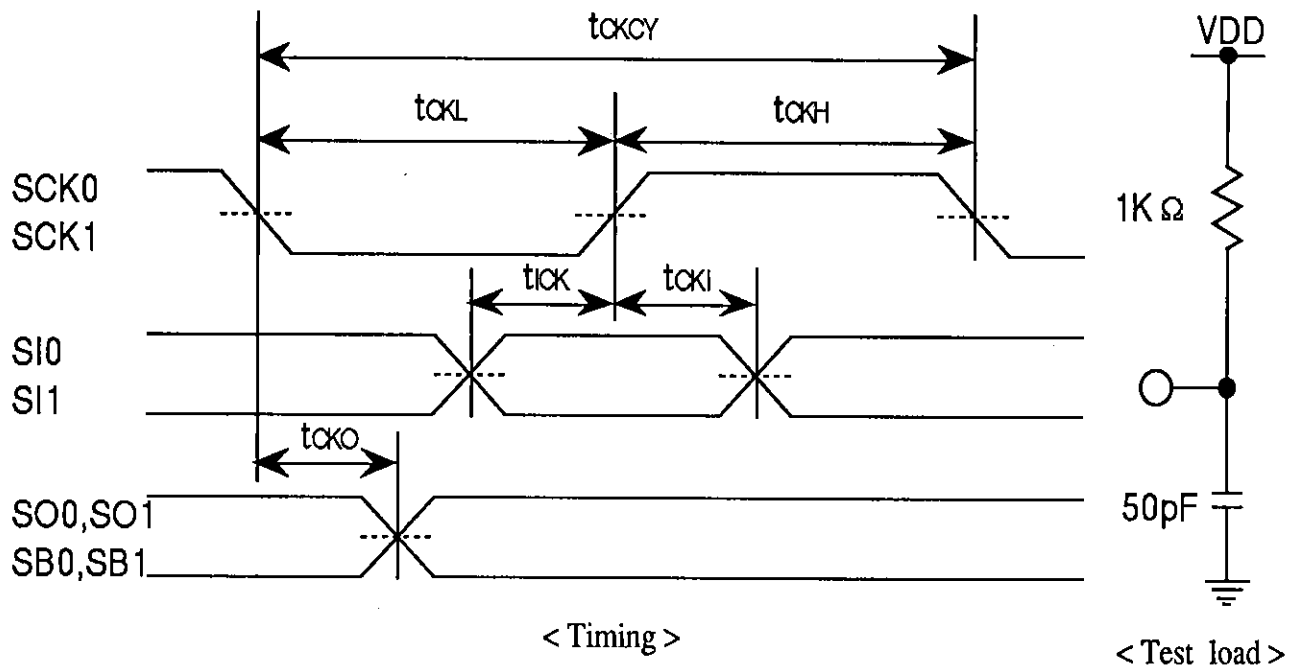 tCKCY
VDD
tCKL
tCKH
SCK0
SCK1
1KΩ
tICK
tCKI
SI0
SI1
tCKO
SO0,SO1
SB0,SB1
50pF
< Timing >
< Test load >